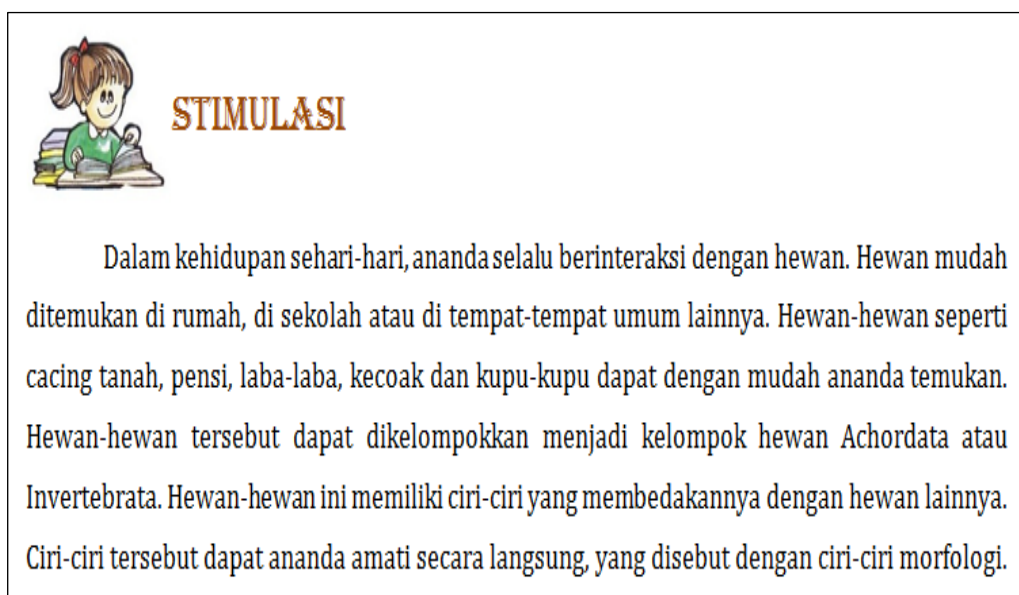 STIMULASI
Dalam kehidupan sehari-hari, ananda selalu berinteraksi dengan hewan. Hewan mudah
ditemukan di rumah, di sekolah atau di tempat-tempat umum lainnya. Hewan-hewan seperti
cacing tanah, pensi, laba-laba, kecoak dan kupu-kupu dapat dengan mudah ananda temukan.
Hewan-hewan tersebut dapat dikelompokkan menjadi kelompok hewan Achordata atau
Invertebrata. Hewan-hewan ini memiliki ciri-ciri yang membedakannya dengan hewan lainnya.
Ciri-ciri tersebut dapat ananda amati secara langsung, yang disebut dengan ciri-ciri morfologi.